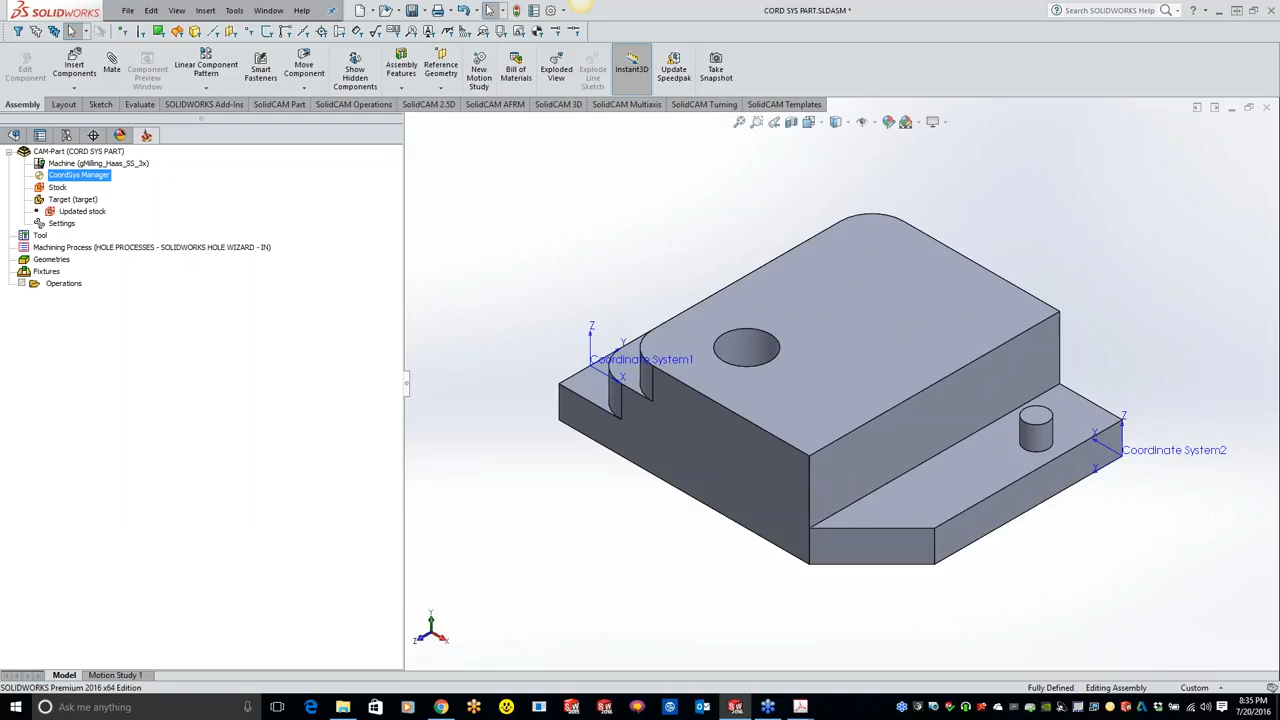 SOLIDWORKS
File Edit View Insert Tools Window Help
CORD SYS PART.SLDASM *
Search SOLIDWORKS Help
Edit Component
Insert Components
Mate
Component Preview Window
Linear Component Pattern
Smart Fasteners
Move Component
Show Hidden Components
Assembly Features
Reference Geometry
New Motion Study
Bill of Materials
Exploded View
Explode Line Sketch
Instant3D
Update Speedpak
Take Snapshot
Assembly Layout Sketch Evaluate SOLIDWORKS Add-Ins SolidCAM Part SolidCAM Operations SolidCAM 2.5D SolidCAM AFRM SolidCAM 3D SolidCAM Multiaxis SolidCAM Turning SolidCAM Templates
CAM-Part (CORD SYS PART)
Machine (gMilling_Haas_SS_3x)
CoordSys Manager
Stock
Target (target)
Updated stock
Settings
Tool
Machining Process (HOLE PROCESSES - SOLIDWORKS HOLE WIZARD - IN)
Geometries
Fixtures
Operations
Z
Y
Coordinate System1
X
Z
Y
Coordinate System2
X
Y
Z X
Model Motion Study 1
SOLIDWORKS Premium 2016 x64 Edition
Fully Defined Editing Assembly Custom
Ask me anything
8:35 PM
7/20/2016